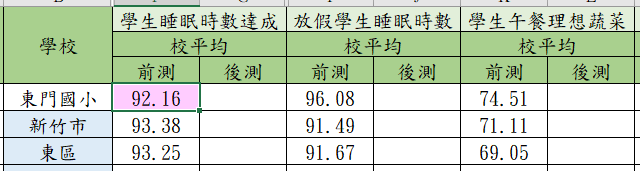 學校 學生睡眠時數達成 放假學生睡眠時數 學生午餐理想蔬菜
校平均 校平均 校平均
前測 後測 前測 後測 前測 後測
東門國小 92.16 96.08 74.51
新竹市 93.38 91.49 71.11
東區 93.25 91.67 69.05